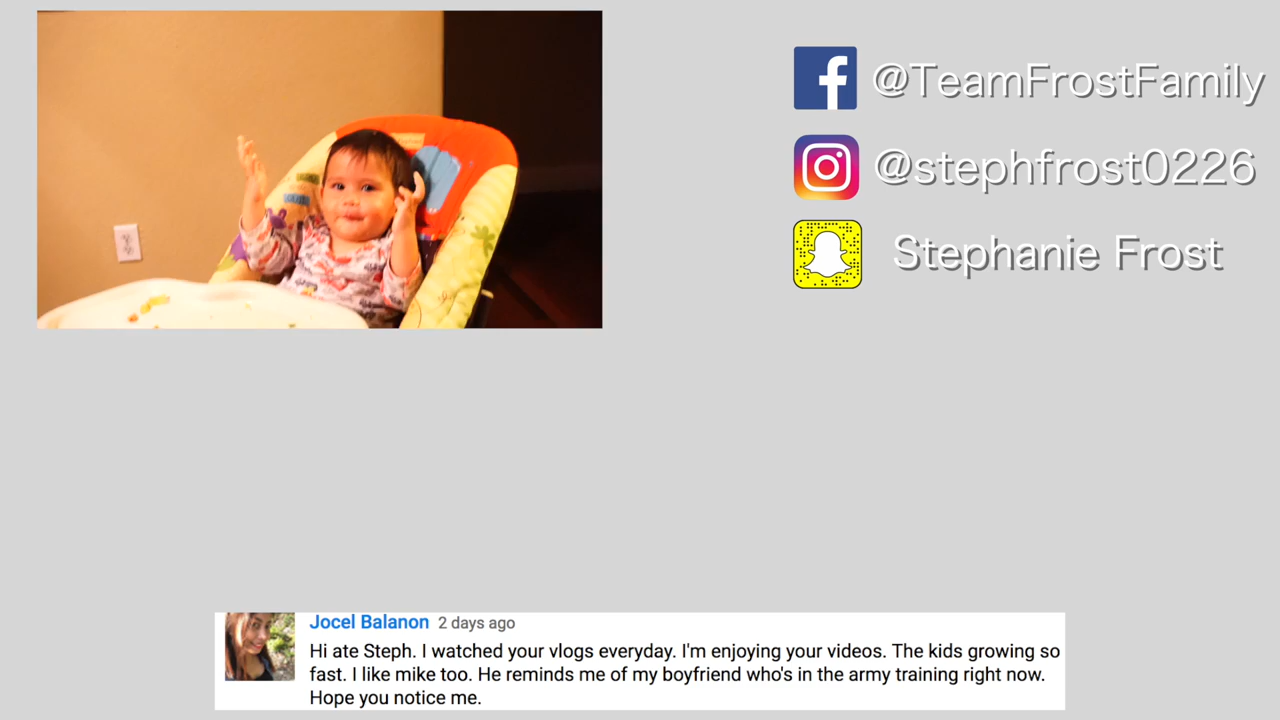 @TeamFrostFamily
@stephfrost0226
Stephanie Frost
Jocel Balanon 2 days ago
Hi ate Steph. I watched your vlogs everyday. I'm enjoying your videos. The kids growing so
fast. I like mike too. He reminds me of my boyfriend who's in the army training right now.
Hope you notice me.